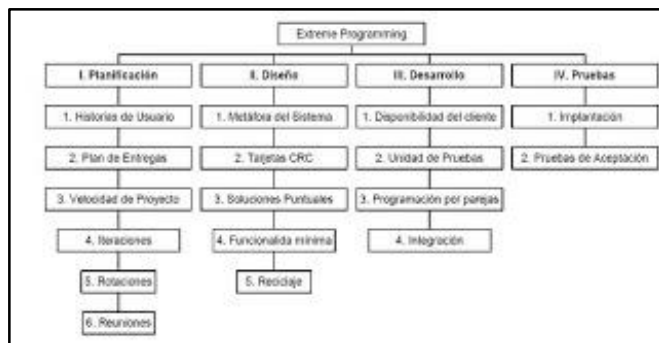 Extreme Programming
I. Planificación
1. Historias de Usuario
2. Plan de Entregas
3. Velocidad de Proyecto
4. Iteraciones
5. Rotaciones
6. Reuniones
II. Diseño
1. Metáfora del Sistema
2. Tarjetas CRC
3. Soluciones Puntuales
4. Funcionalida mínima
5. Reciclaje
III. Desarrollo
1. Disponibilidad del cliente
2. Unidad de Pruebas
3. Programación por parejas
4. Integración
IV. Pruebas
1. Implantación
2. Pruebas de Aceptación